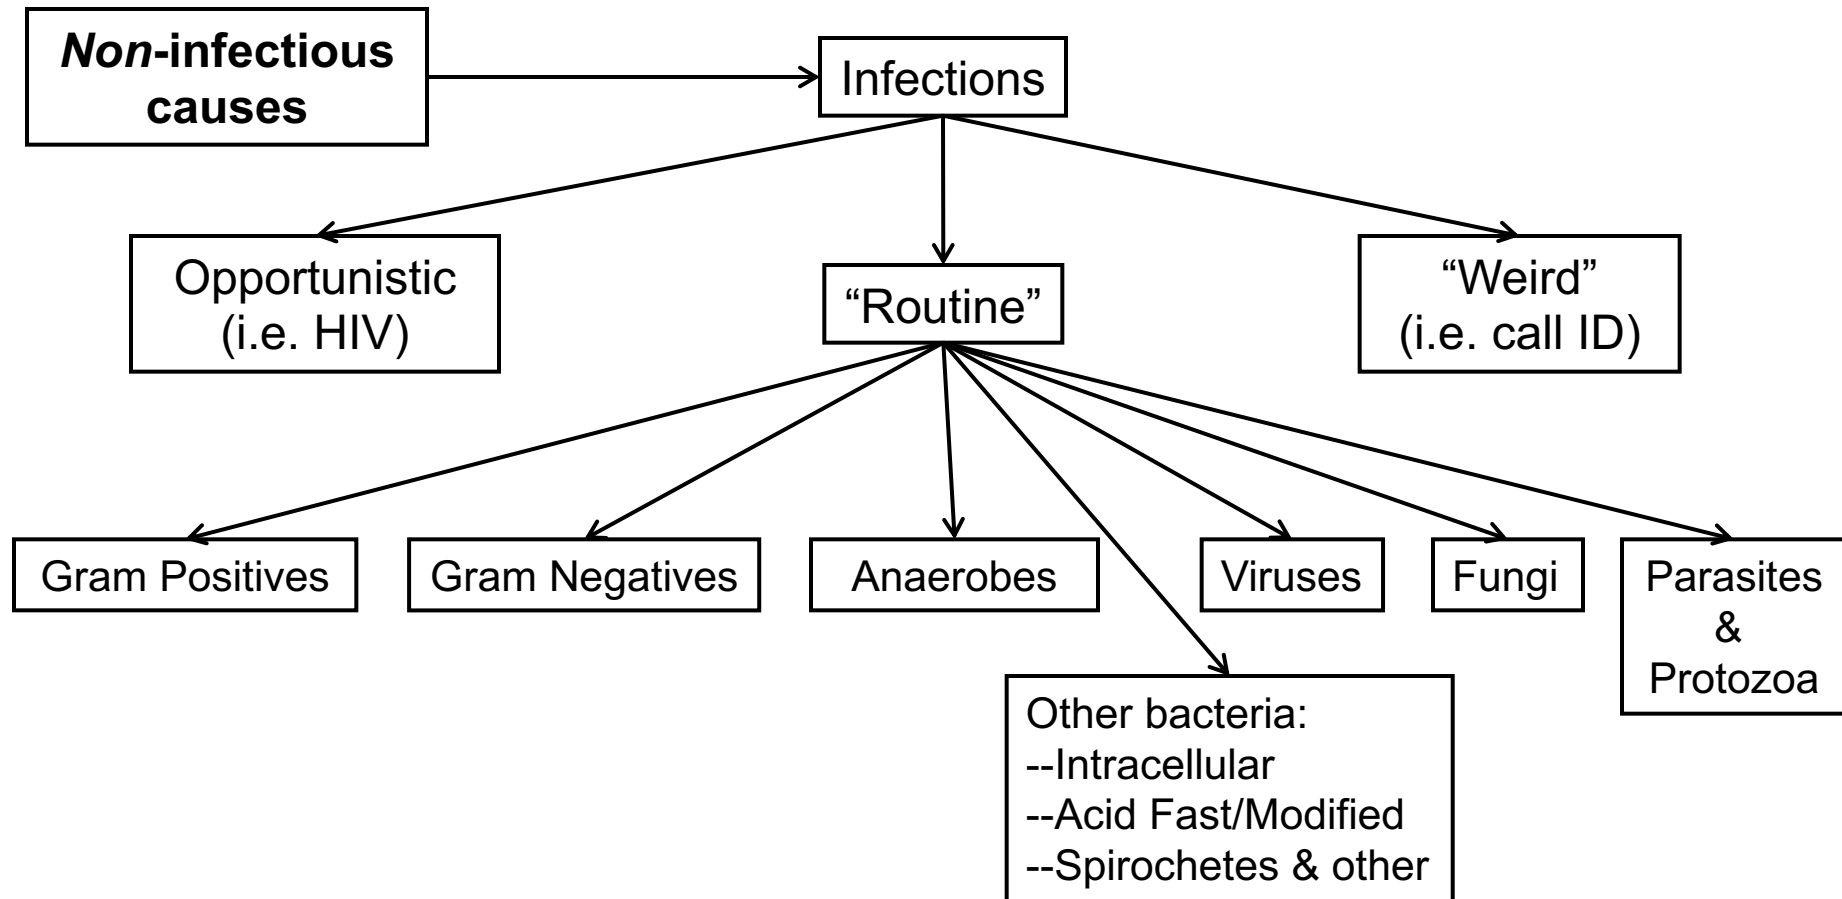 Non-infectious
causes
Infections
Opportunistic
(i.e. HIV)
“Routine”
“Weird”
(i.e. call ID)
Gram Positives
Gram Negatives
Anaerobes
Viruses
Fungi
Parasites
&
Protozoa
Other bacteria:
--Intracellular
--Acid Fast/Modified
--Spirochetes & other